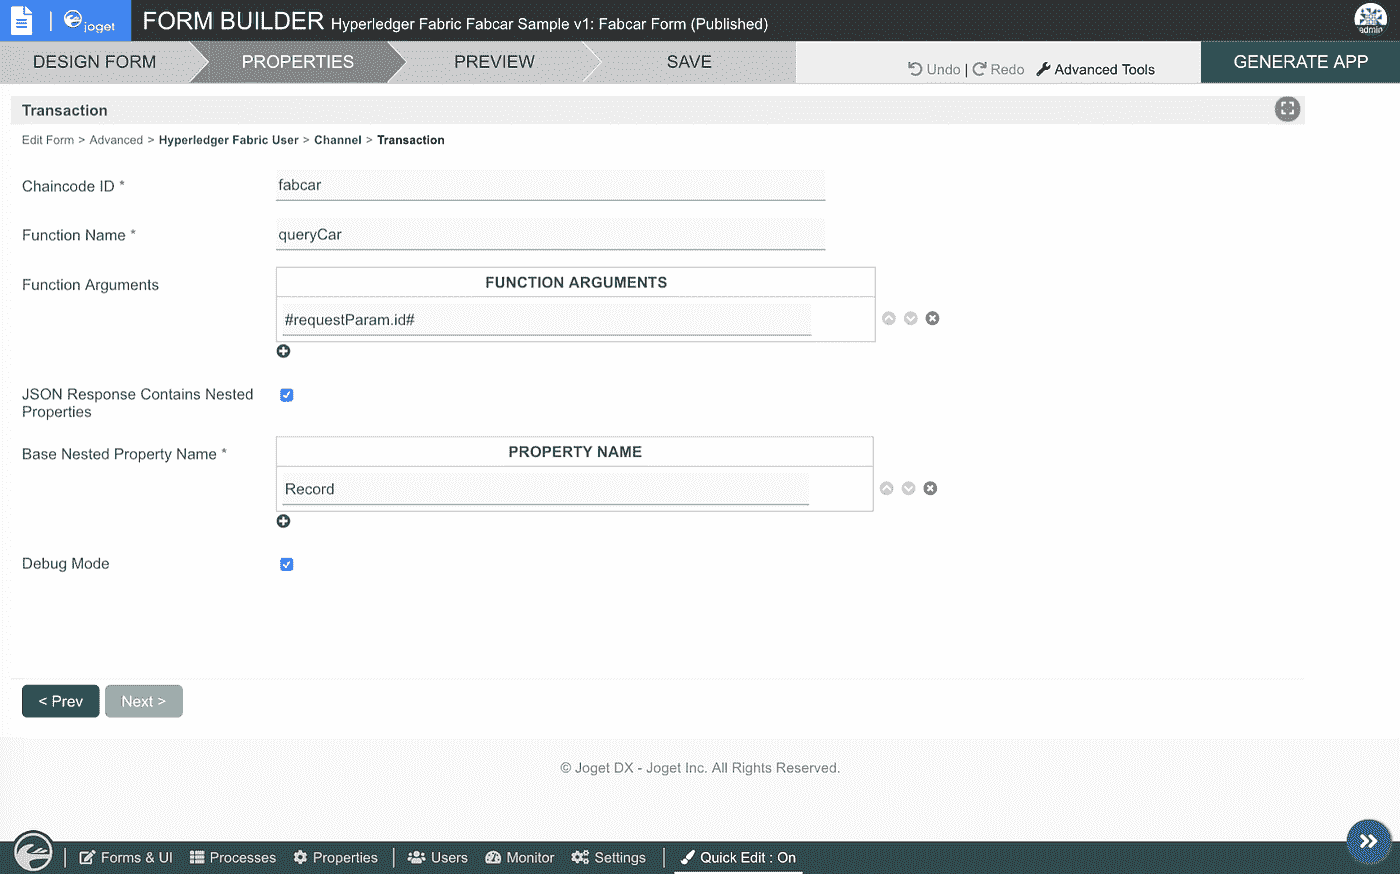 joget FORM BUILDER Hyperledger Fabric Fabcar Sample v1: Fabcar Form (Published) admin
DESIGN FORM PROPERTIES PREVIEW SAVE Undo | Redo Advanced Tools GENERATE APP
Transaction
Edit Form > Advanced > Hyperledger Fabric User > Channel > Transaction
Chaincode ID * fabcar
Function Name * queryCar
Function Arguments FUNCTION ARGUMENTS
#requestParam.id#
JSON Response Contains Nested
Properties
Base Nested Property Name * PROPERTY NAME
Record
Debug Mode
< Prev Next >
© Joget DX - Joget Inc. All Rights Reserved.
Forms & UI Processes Properties Users Monitor Settings Quick Edit : On